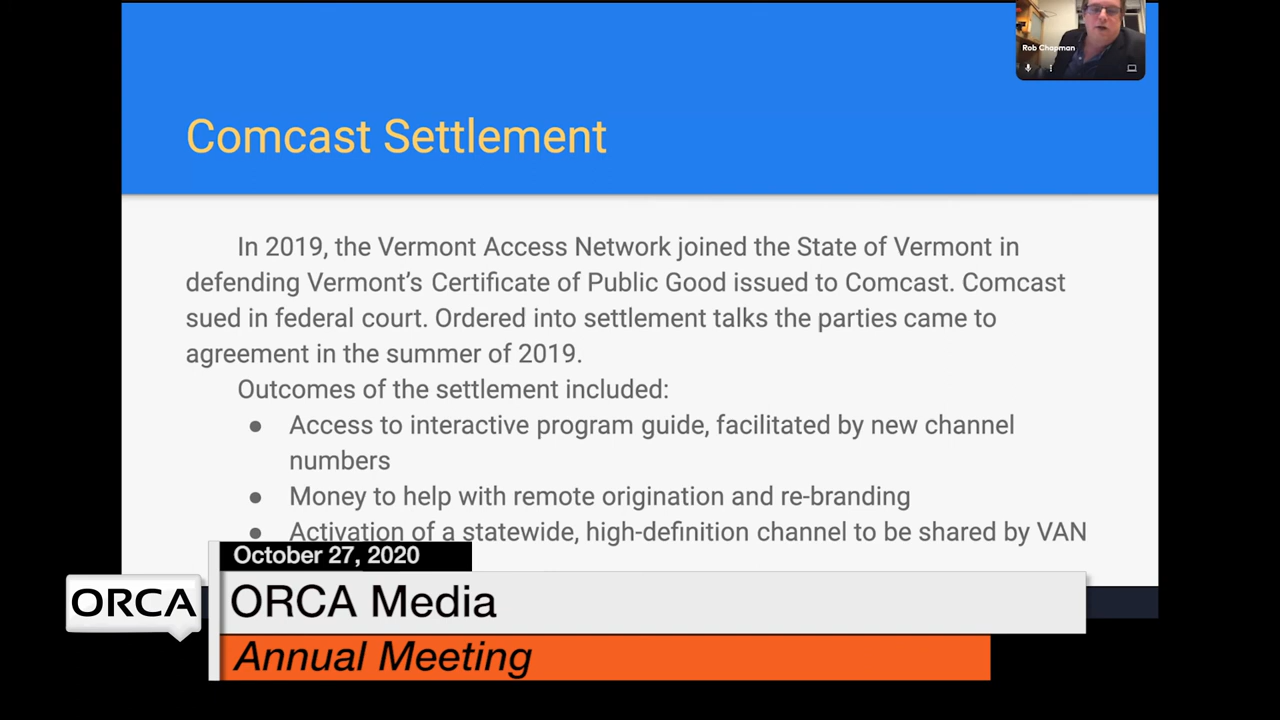 Rob Chapman
Comcast Settlement
In 2019, the Vermont Access Network joined the State of Vermont in
defending Vermont's Certificate of Public Good issued to Comcast. Comcast
sued in federal court. Ordered into settlement talks the parties came to
agreement in the summer of 2019.
Outcomes of the settlement included:
● Access to interactive program guide, facilitated by new channel
numbers
● Money to help with remote origination and re-branding
● Activation of a statewide, high-definition channel to be shared by VAN
October 27, 2020
ORCA
ORCA Media
Annual Meeting